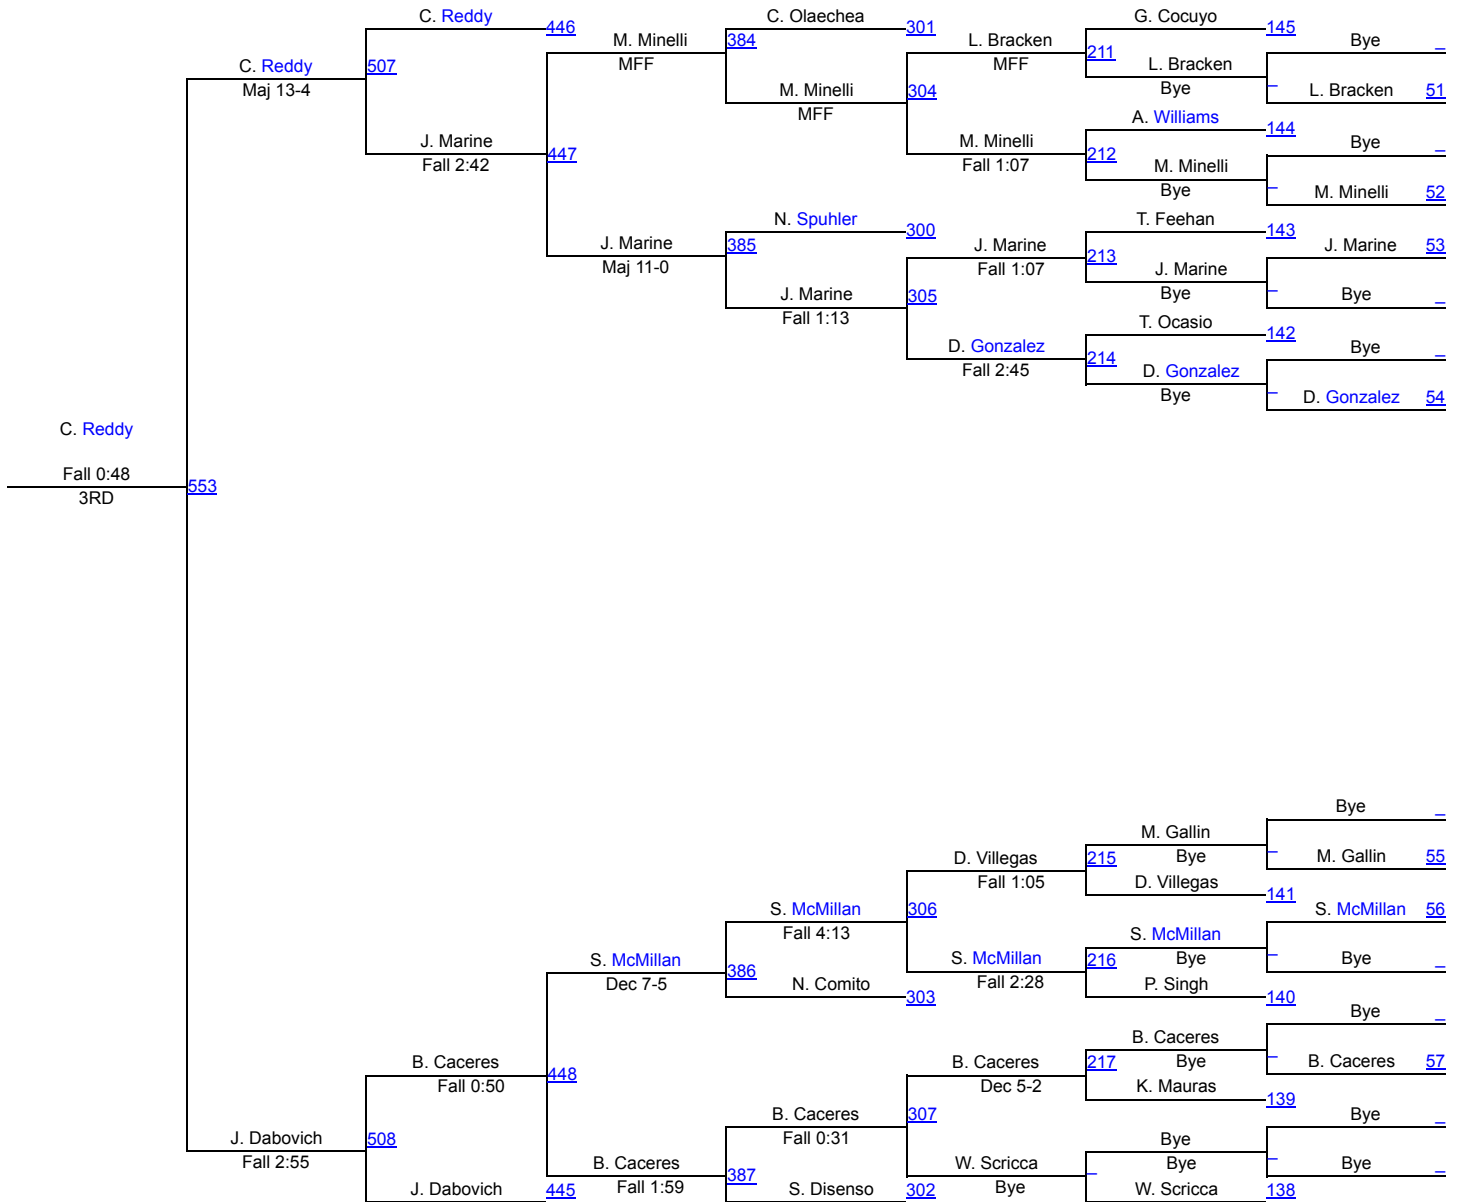 C. Reddy
446
C. Olaechea
301
G. Cocuyo
145
M. Minelli
384
L. Bracken
211
Bye
_
C. Reddy
507
MFF
MFF
L. Bracken
Maj 13-4
M. Minelli
304
Bye
_
L. Bracken
51
MFF
A. Williams
144
J. Marine
447
M. Minelli
212
Bye
_
Fall 2:42
Fall 1:07
M. Minelli
Bye
_
M. Minelli
52
N. Spuhler
300
T. Feehan
143
J. Marine
385
J. Marine
213
J. Marine
53
Maj 11-0
Fall 1:07
J. Marine
J. Marine
305
Bye
_
Bye
_
Fall 1:13
T. Ocasio
142
D. Gonzalez
214
Bye
_
Fall 2:45
D. Gonzalez
Bye
_
D. Gonzalez
54
C. Reddy
Fall 0:48
553
3RD
Bye
_
M. Gallin
D. Villegas
215
Bye
_
M. Gallin
55
Fall 1:05
D. Villegas
141
S. McMillan
306
S. McMillan
56
Fall 4:13
S. McMillan
S. McMillan
386
S. McMillan
216
Bye
_
Bye
_
Dec 7-5
N. Comito
303
Fall 2:28
P. Singh
140
Bye
_
B. Caceres
B. Caceres
448
B. Caceres
217
Bye
_
B. Caceres
57
Fall 0:50
Dec 5-2
K. Mauras
139
B. Caceres
307
Bye
_
Fall 0:31
J. Dabovich
508
Bye
Fall 2:55
B. Caceres
387
W. Scricca
_
Bye
_
Bye
_
J. Dabovich
445
Fall 1:59
S. Disenso
302
Bye
W. Scricca
138